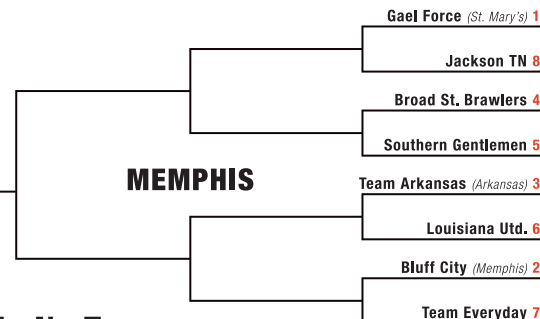 Gael Force (St. Mary's) 1
Jackson TN 8
Broad St. Brawlers 4
Southern Gentlemen 5
MEMPHIS
Team Arkansas (Arkansas) 3
Louisiana Utd. 6
Bluff City (Memphis) 2
Team Everyday 7